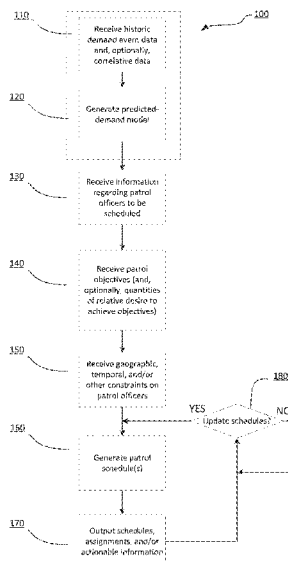 110
Receive historic
demand event data
and, optionally,
correlative data
100
120
Generate predicted-
demand model
130
Receive information
regarding patrol
officers to be
scheduled
140
Receive patrol
objectives (and,
optionally, quantities
of relative desire to
achieve objectives)
150
Receive geographic,
temporal, and/or
other constraints on
patrol officers
180
YES
Update schedules?
NO
160
Generate patrol
schedule(s)
170
Output schedules,
assignments, and/or
actionable information